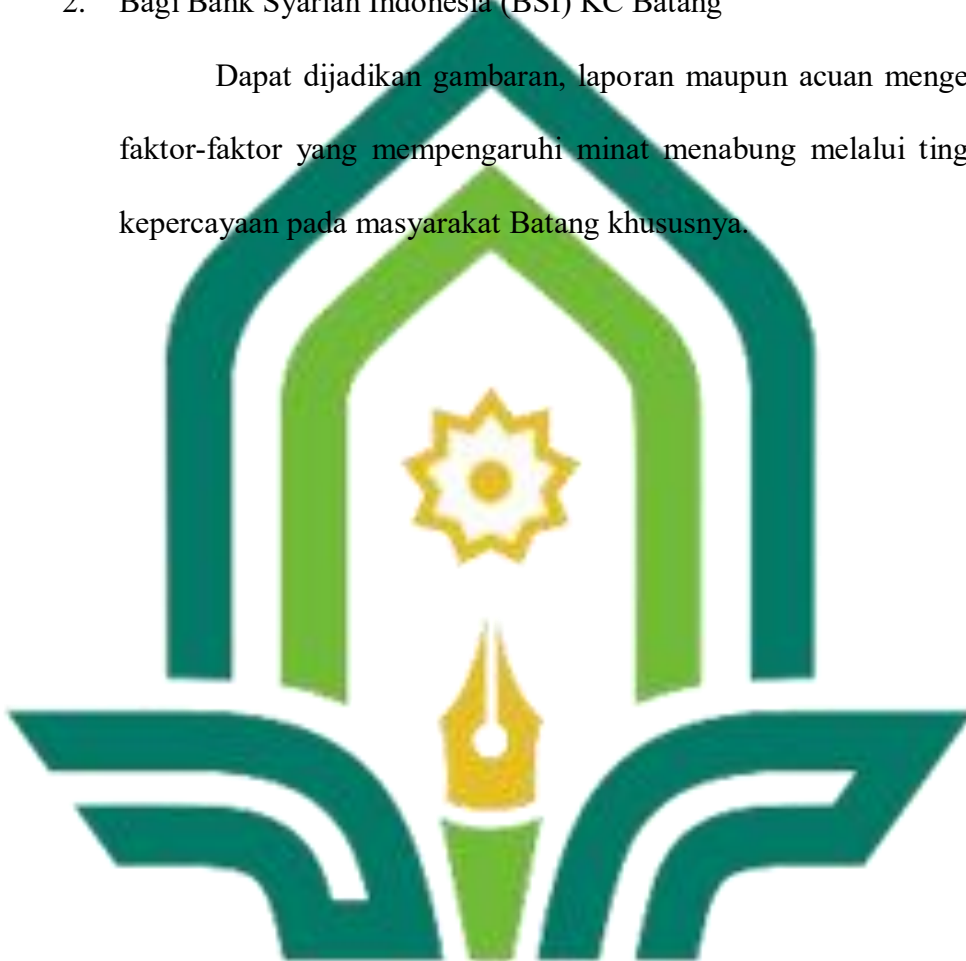 2. Bagi Bank Syariah Indonesia (BSI) KC Batang
Dapat dijadikan gambaran, laporan maupun acuan menge
faktor-faktor yang mempengaruhi minat menabung melalui ting
kepercayaan pada masyarakat Batang khususnya.